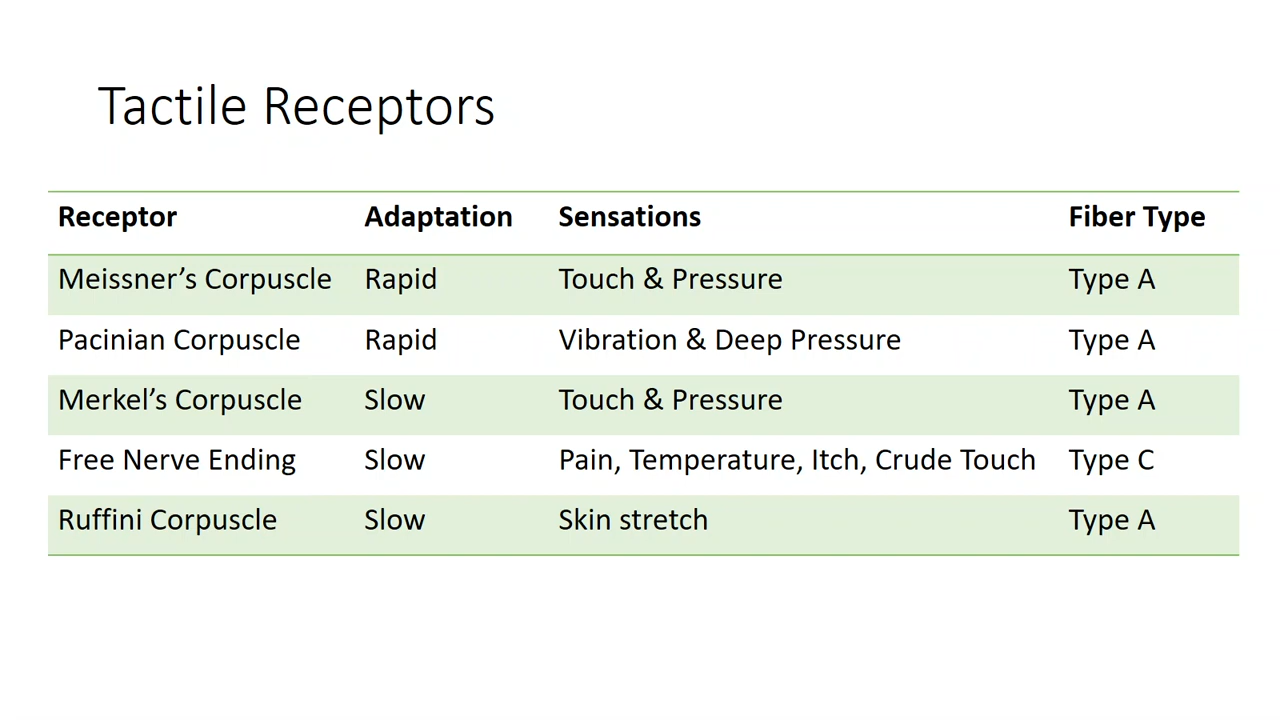 Tactile Receptors
Receptor Adaptation Sensations Fiber Type
Meissner’s Corpuscle Rapid Touch & Pressure Type A
Pacinian Corpuscle Rapid Vibration & Deep Pressure Type A
Merkel’s Corpuscle Slow Touch & Pressure Type A
Free Nerve Ending Slow Pain, Temperature, Itch, Crude Touch Type C
Ruffini Corpuscle Slow Skin stretch Type A